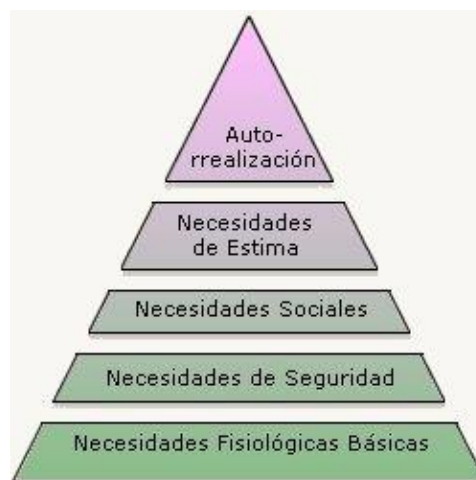 Auto-
rrealización
Necesidades
de Estima
Necesidades Sociales
Necesidades de Seguridad
Necesidades Fisiológicas Básicas